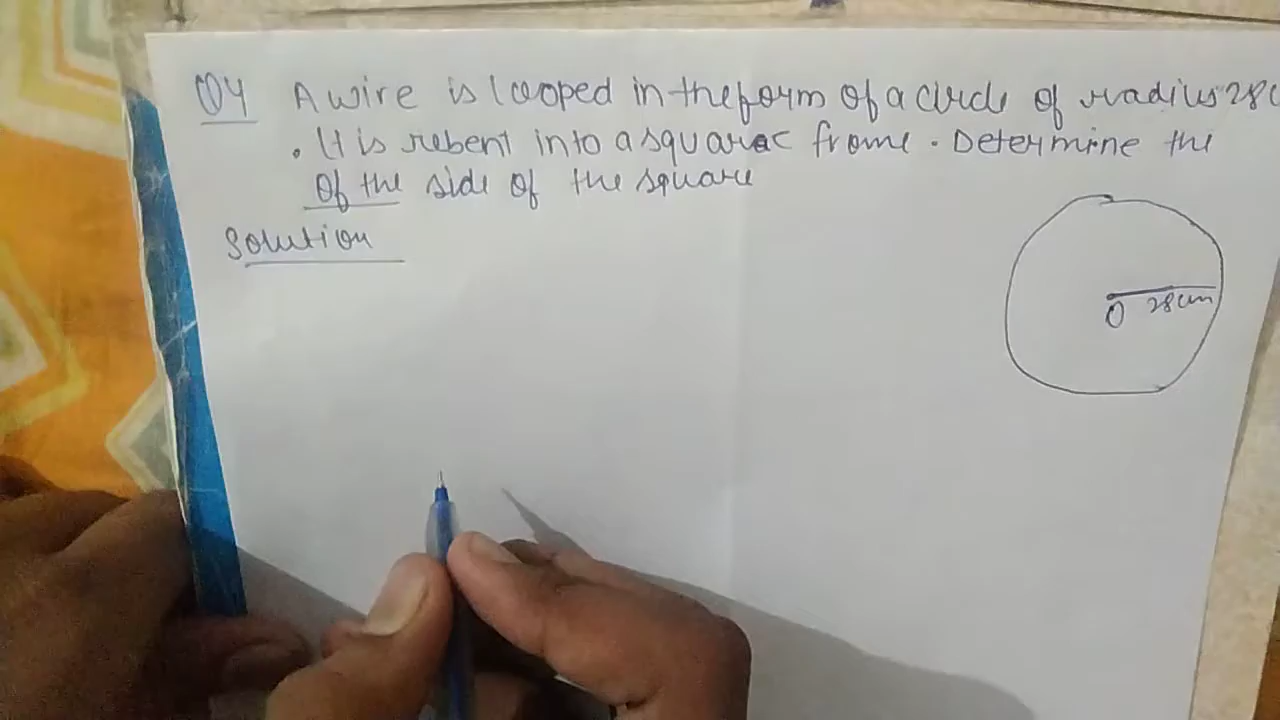 Q4 A wire is looped in the form of a circle of radius 28c
. It is rebent into a square frame . Determine the
of the side of the square
Solution
O 28cm